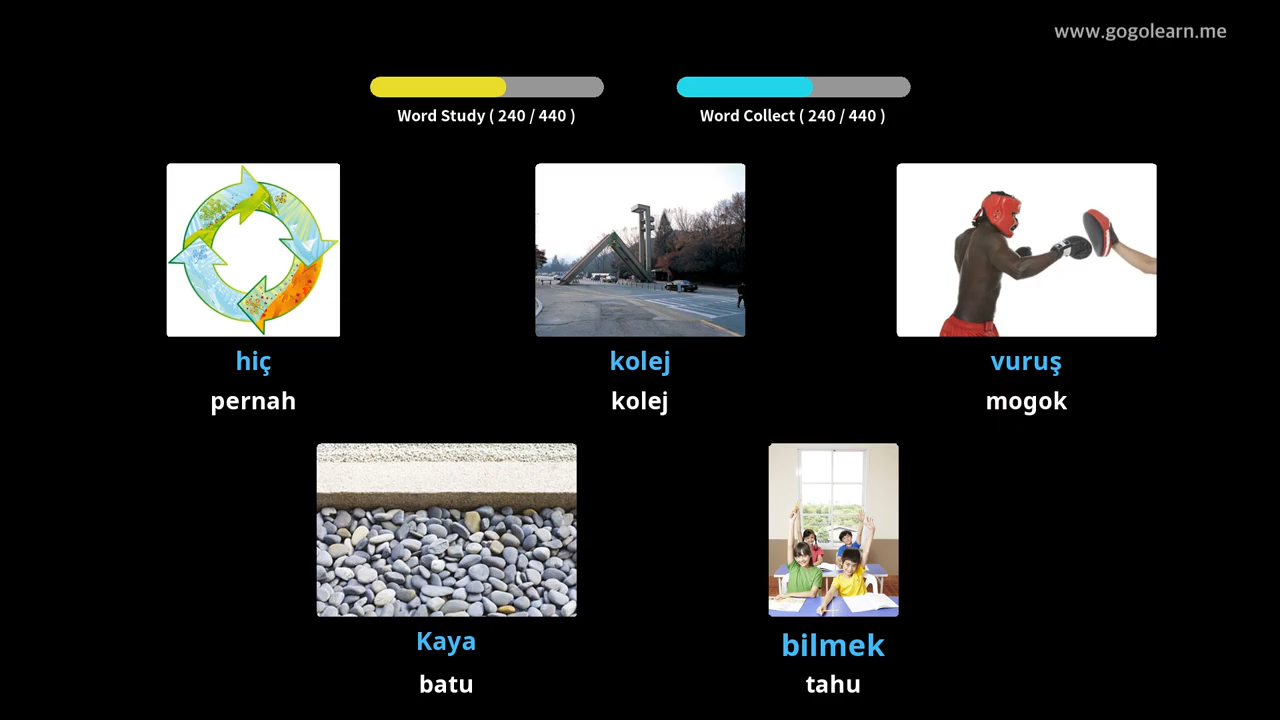 www.gogolearn.me
Word Study ( 240 / 440 )
Word Collect ( 240 / 440 )
hiç
pernah
kolej
kolej
vuruş
mogok
Kaya
batu
bilmek
tahu